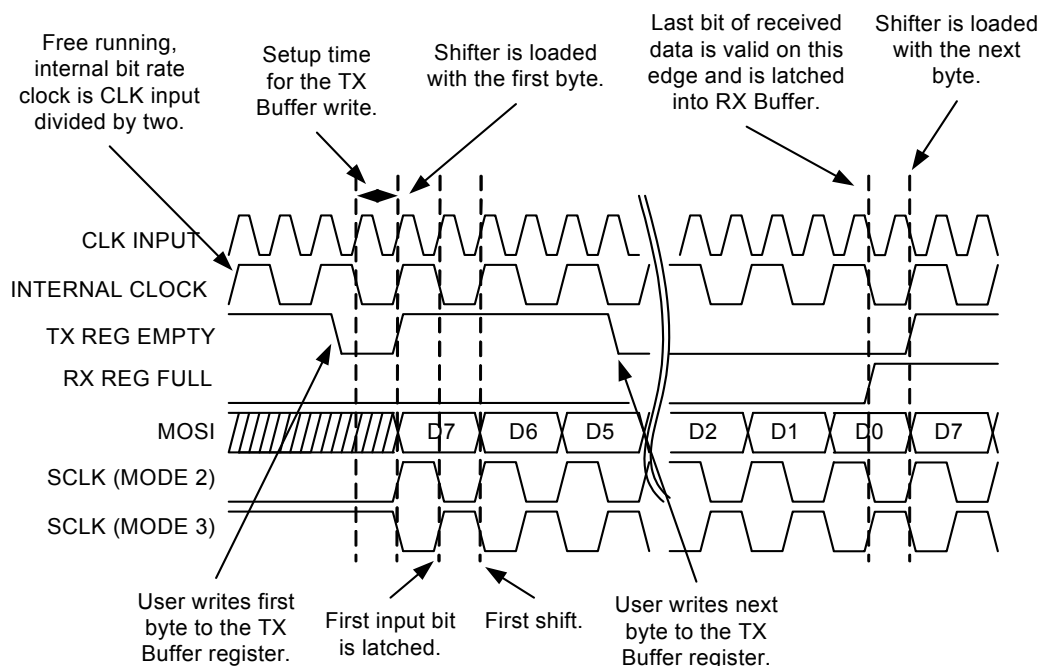 Free running,
internal bit rate
clock is CLK input
divided by two.
Setup time
for the TX
Buffer write.
Shifter is loaded
with the first byte.
Last bit of received
data is valid on this
edge and is latched
into RX Buffer.
Shifter is loaded
with the next
byte.
CLK INPUT
INTERNAL CLOCK
TX REG EMPTY
RX REG FULL
MOSI D7 D6 D5 D2 D1 D0 D7
SCLK (MODE 2)
SCLK (MODE 3)
User writes first
byte to the TX
Buffer register.
First input bit
is latched.
First shift.
User writes next
byte to the TX
Buffer register.